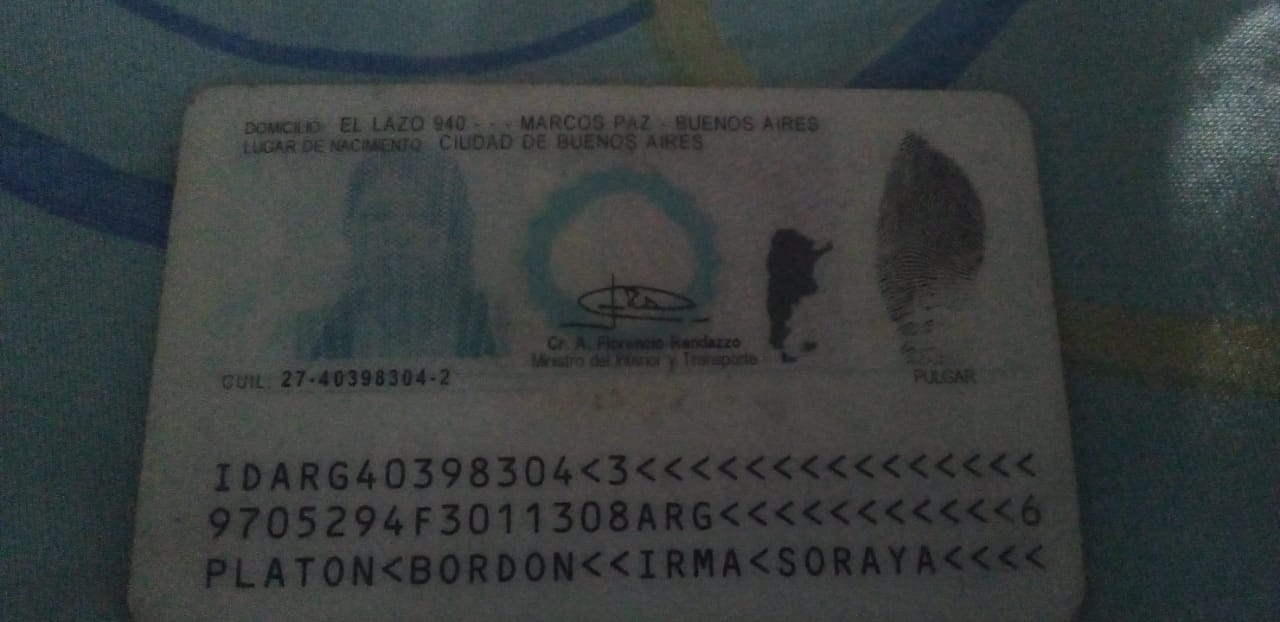 DOMICILIO: EL LAZO 940 - - - MARCOS PAZ - BUENOS AIRES
LUGAR DE NACIMIENTO: CIUDAD DE BUENOS AIRES
Cr. A. Florencio Randazzo
Ministro del Interior y Transporte
CUIL: 27-40398304-2
PULGAR
IDARG40398304<3<<<<<<<<<<<<<<<
9705294F3011308ARG<<<<<<<<<<<6
PLATON<BORDON<<IRMA<SORAYA<<<<